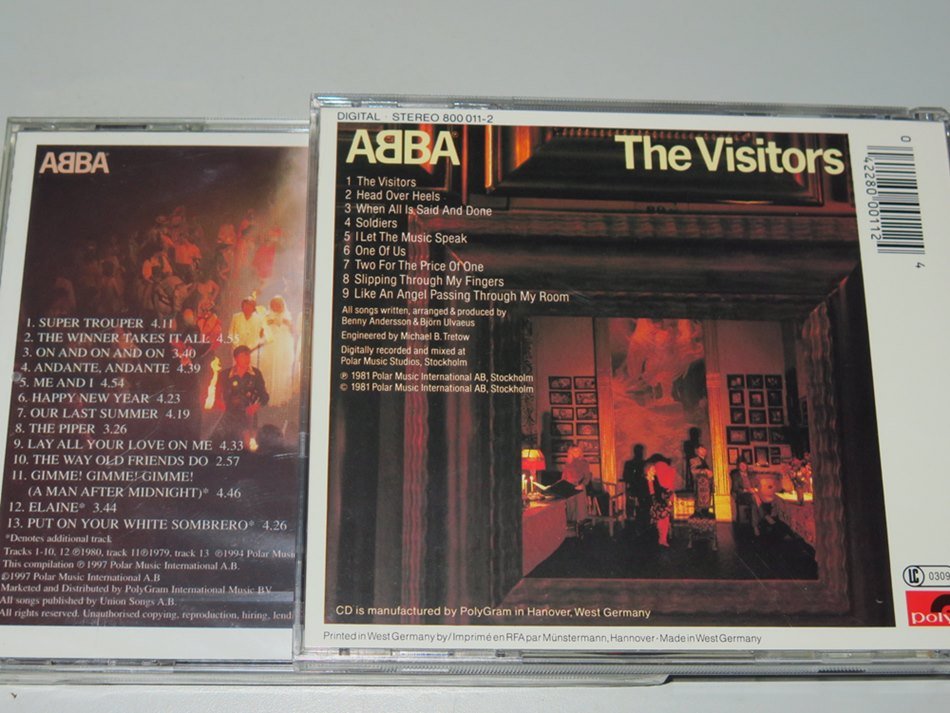 ABBA
1. SUPER TROUPER 4.11
2. THE WINNER TAKES IT ALL 4.55
3. ON AND ON AND ON 3.40
4. ANDANTE, ANDANTE 4.39
5. ME AND I 4.54
6. HAPPY NEW YEAR 4.23
7. OUR LAST SUMMER 4.19
8. THE PIPER 3.26
9. LAY ALL YOUR LOVE ON ME 4.33
10. THE WAY OLD FRIENDS DO 2.57
11. GIMME! GIMME! GIMME!
(A MAN AFTER MIDNIGHT)* 4.46
12. ELAINE* 3.44
13. PUT ON YOUR WHITE SOMBRERO* 4.26
*Denotes additional track
Tracks 1-10, 12 ℗1980, track 11 ℗1979, track 13 ℗1994 Polar
This compilation ℗ 1997 Polar Music International A.B.
©1997 Polar Music International A.B
Marketed and Distributed by PolyGram International Music BV
All songs published by Union Songs A.B.
All rights reserved. Unauthorised copying, reproduction, hiring,
DIGITAL · STEREO 800 011-2
ABBA
The Visitors
1 The Visitors
2 Head Over Heels
3 When All Is Said And Done
4 Soldiers
5 I Let The Music Speak
6 One Of Us
7 Two For The Price Of One
8 Slipping Through My Fingers
9 Like An Angel Passing Through My Room
All songs written, arranged & produced by
Benny Andersson & Björn Ulvaeus
Engineered by Michael B. Tretow
Digitally recorded and mixed at
Polar Music Studios, Stockholm
℗ 1981 Polar Music International AB, Stockholm
© 1981 Polar Music International AB, Stockholm
CD is manufactured by PolyGram in Hanover, West Germany
Printed in West Germany by / Imprimé en RFA par Münstermann, Hannover · Made in West Germany
0 42280 00112 4
LC 0309